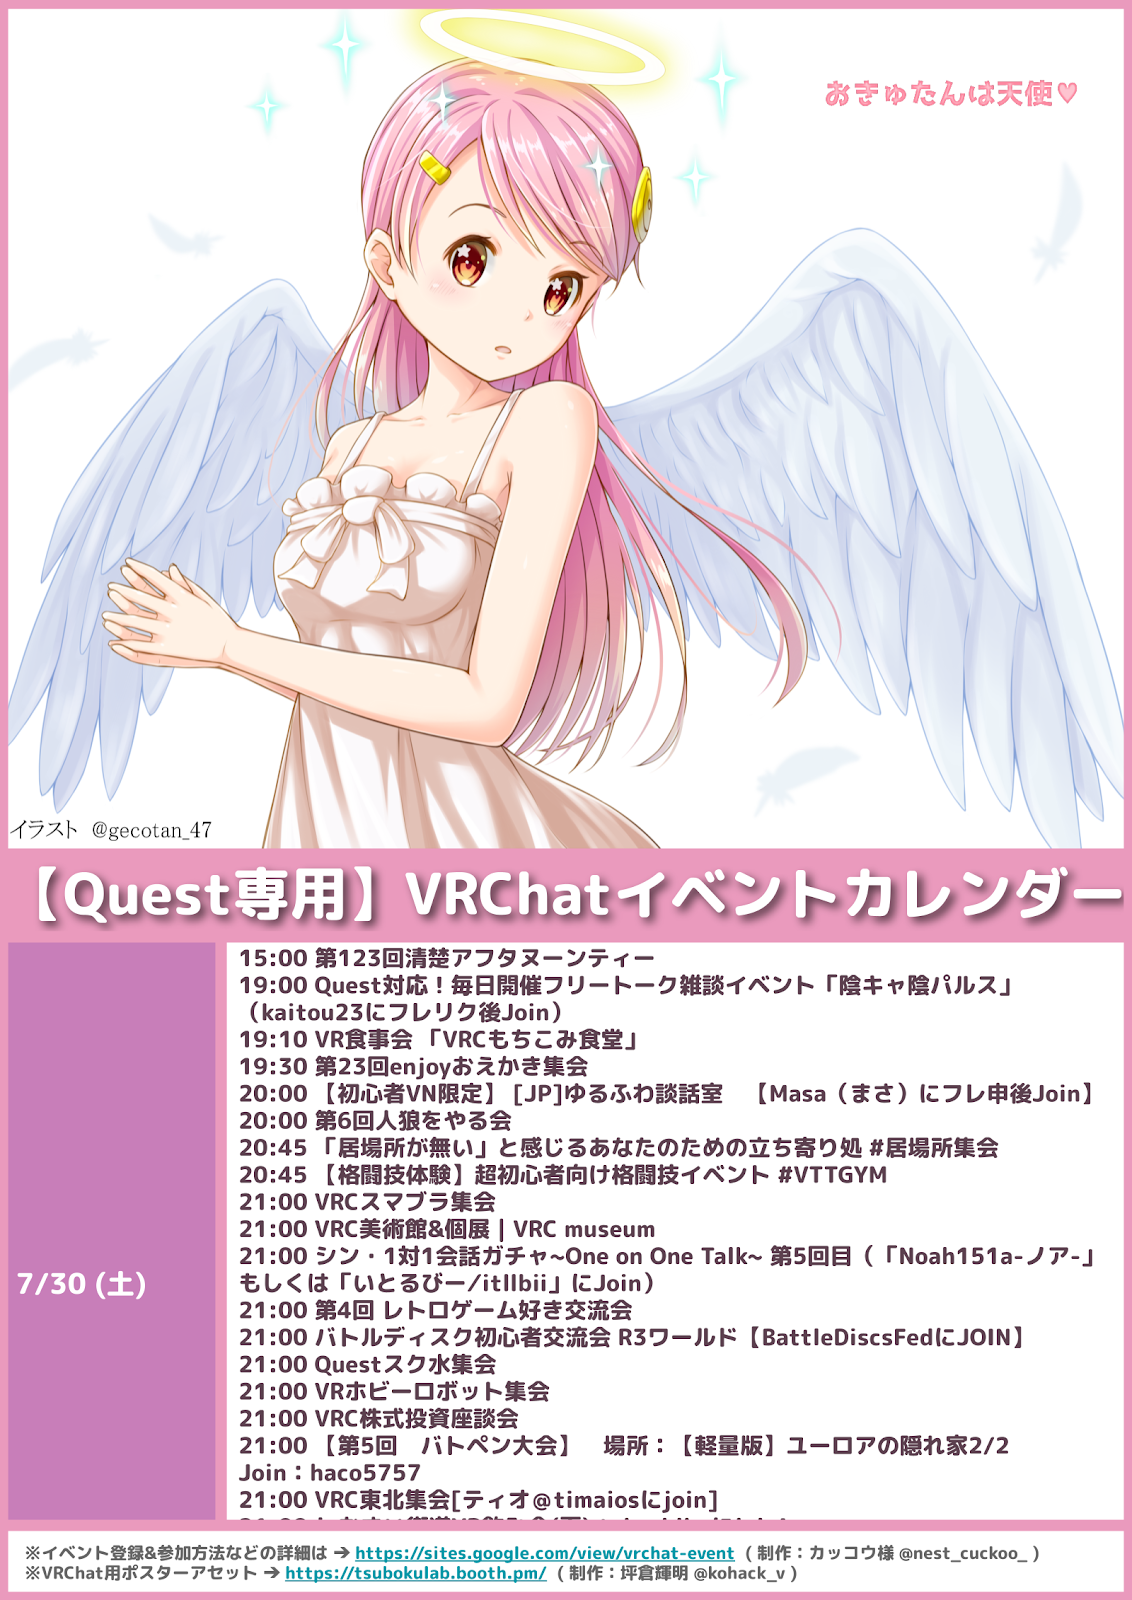 おきゅたんは天使♥
イラスト @gecotan_47
【Quest専用】VRChatイベントカレンダー
7/30 (土)
15:00 第123回清楚アフタヌーンティー
19:00 Quest対応！毎日開催フリートーク雑談イベント「陰キャ陰パルス」
（kaitou23にフレリク後Join）
19:10 VR食事会 「VRCもちこみ食堂」
19:30 第23回enjoyおえかき集会
20:00 【初心者VN限定】 [JP]ゆるふわ談話室　【Masa（まさ）にフレ申後Join】
20:00 第6回人狼をやる会
20:45 「居場所が無い」と感じるあなたのための立ち寄り処 #居場所集会
20:45 【格闘技体験】超初心者向け格闘技イベント #VTTGYM
21:00 VRCスマブラ集会
21:00 VRC美術館&個展 | VRC museum
21:00 シン・1対1会話ガチャ~One on One Talk~ 第5回目（「Noah151a-ノア-」
もしくは「いとるびー/itllbii」にJoin）
21:00 第4回 レトロゲーム好き交流会
21:00 バトルディスク初心者交流会 R3ワールド【BattleDiscsFedにJOIN】
21:00 Questスク水集会
21:00 VRホビーロボット集会
21:00 VRC株式投資座談会
21:00 【第5回　バトペン大会】　場所：【軽量版】ユーロアの隠れ家2/2
Join：haco5757
21:00 VRC東北集会[ティオ@timaiosにjoin]
※イベント登録&参加方法などの詳細は ➔ https://sites.google.com/view/vrchat-event ( 制作：カッコウ様 @nest_cuckoo_ )
※VRChat用ポスターアセット ➔ https://tsubokulab.booth.pm/ ( 制作：坪倉輝明 @kohack_v )